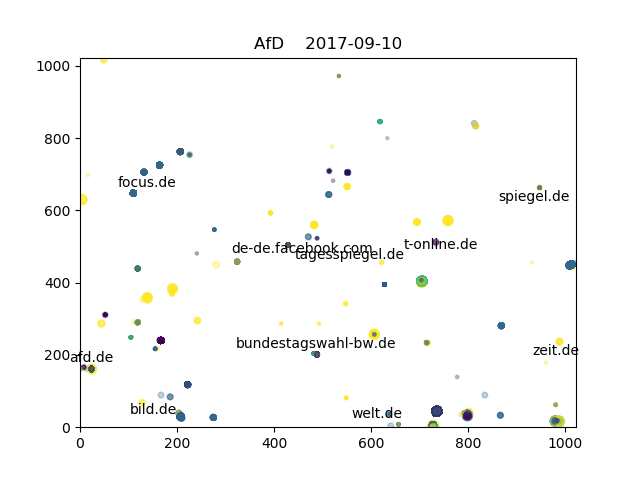 AfD 2017-09-10
1000
800
600
400
200
0
focus.de
spiegel.de
t-online.de
de-de.facebook.com
tagesspiegel.de
bundestagswahl-bw.de
zeit.de
afd.de
bild.de
welt.de
0 200 400 600 800 1000